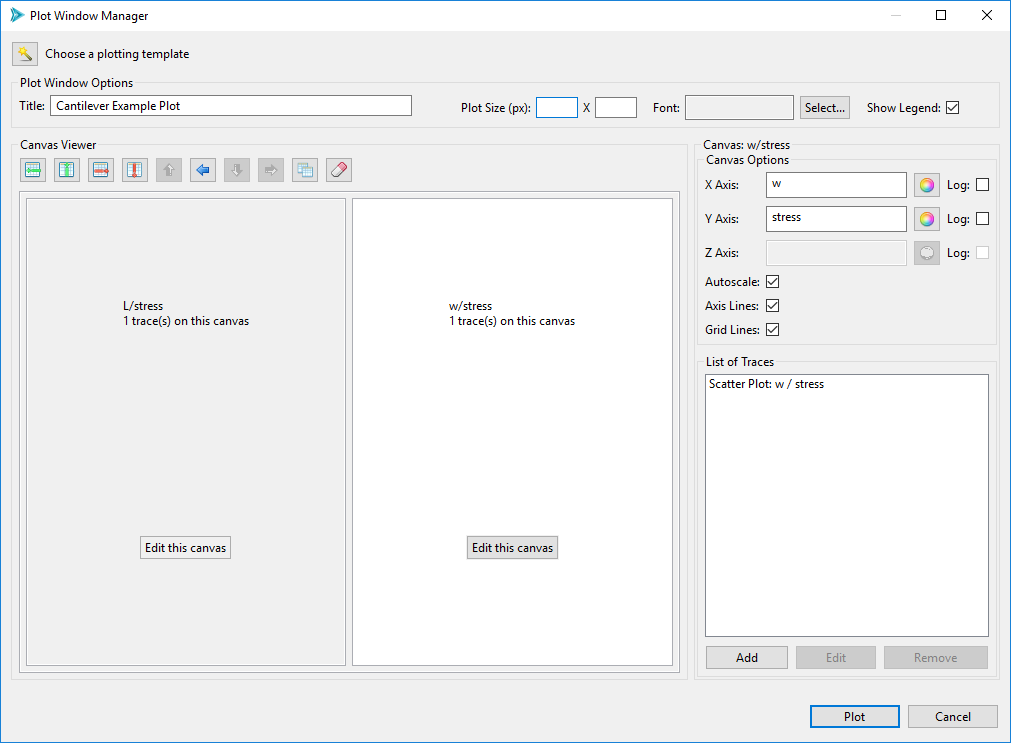 Plot Window Manager
Choose a plotting template
Plot Window Options
Title: Cantilever Example Plot Plot Size (px): X Font: Select... Show Legend:
Canvas Viewer
L/stress
1 trace(s) on this canvas
Edit this canvas
w/stress
1 trace(s) on this canvas
Edit this canvas
Canvas: w/stress
Canvas Options
X Axis: w Log:
Y Axis: stress Log:
Z Axis: Log:
Autoscale:
Axis Lines:
Grid Lines:
List of Traces
Scatter Plot: w / stress
Add Edit Remove
Plot Cancel